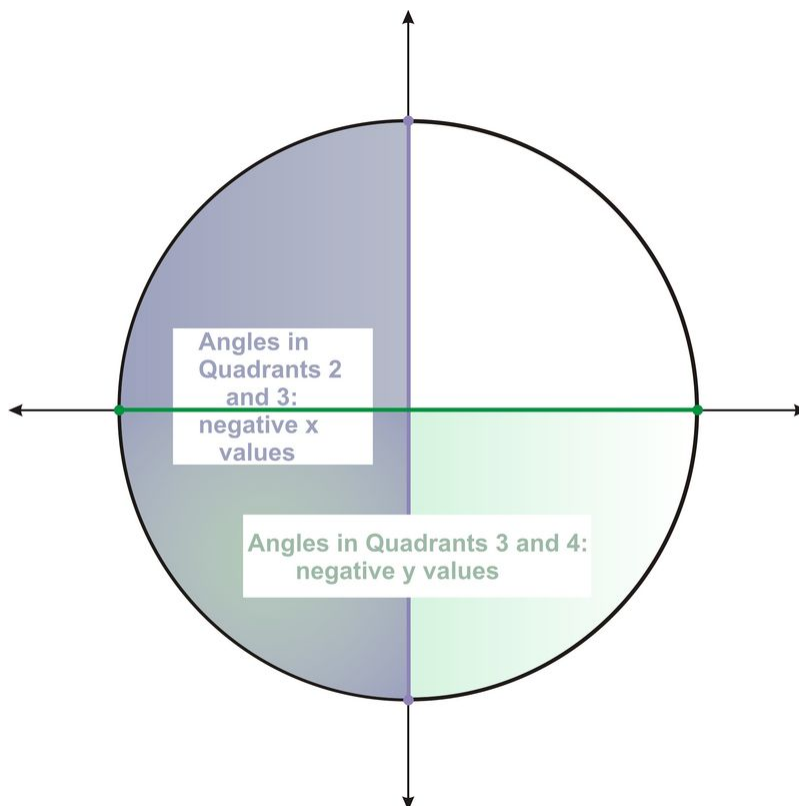 Angles in
Quadrants 2
and 3:
negative x
values
Angles in Quadrants 3 and 4:
negative y values